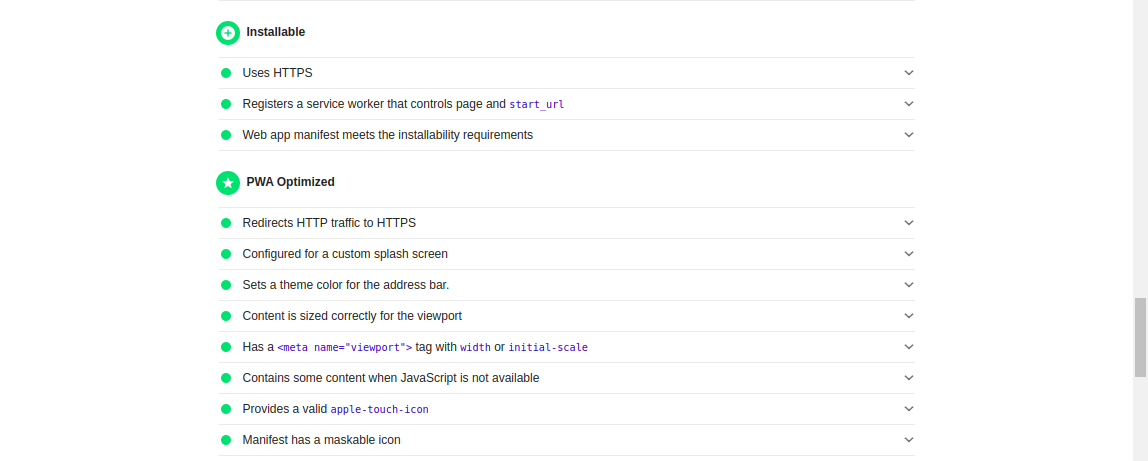 Installable
Uses HTTPS
Registers a service worker that controls page and start_url
Web app manifest meets the installability requirements
PWA Optimized
Redirects HTTP traffic to HTTPS
Configured for a custom splash screen
Sets a theme color for the address bar.
Content is sized correctly for the viewport
Has a <meta name="viewport"> tag with width or initial-scale
Contains some content when JavaScript is not available
Provides a valid apple-touch-icon
Manifest has a maskable icon